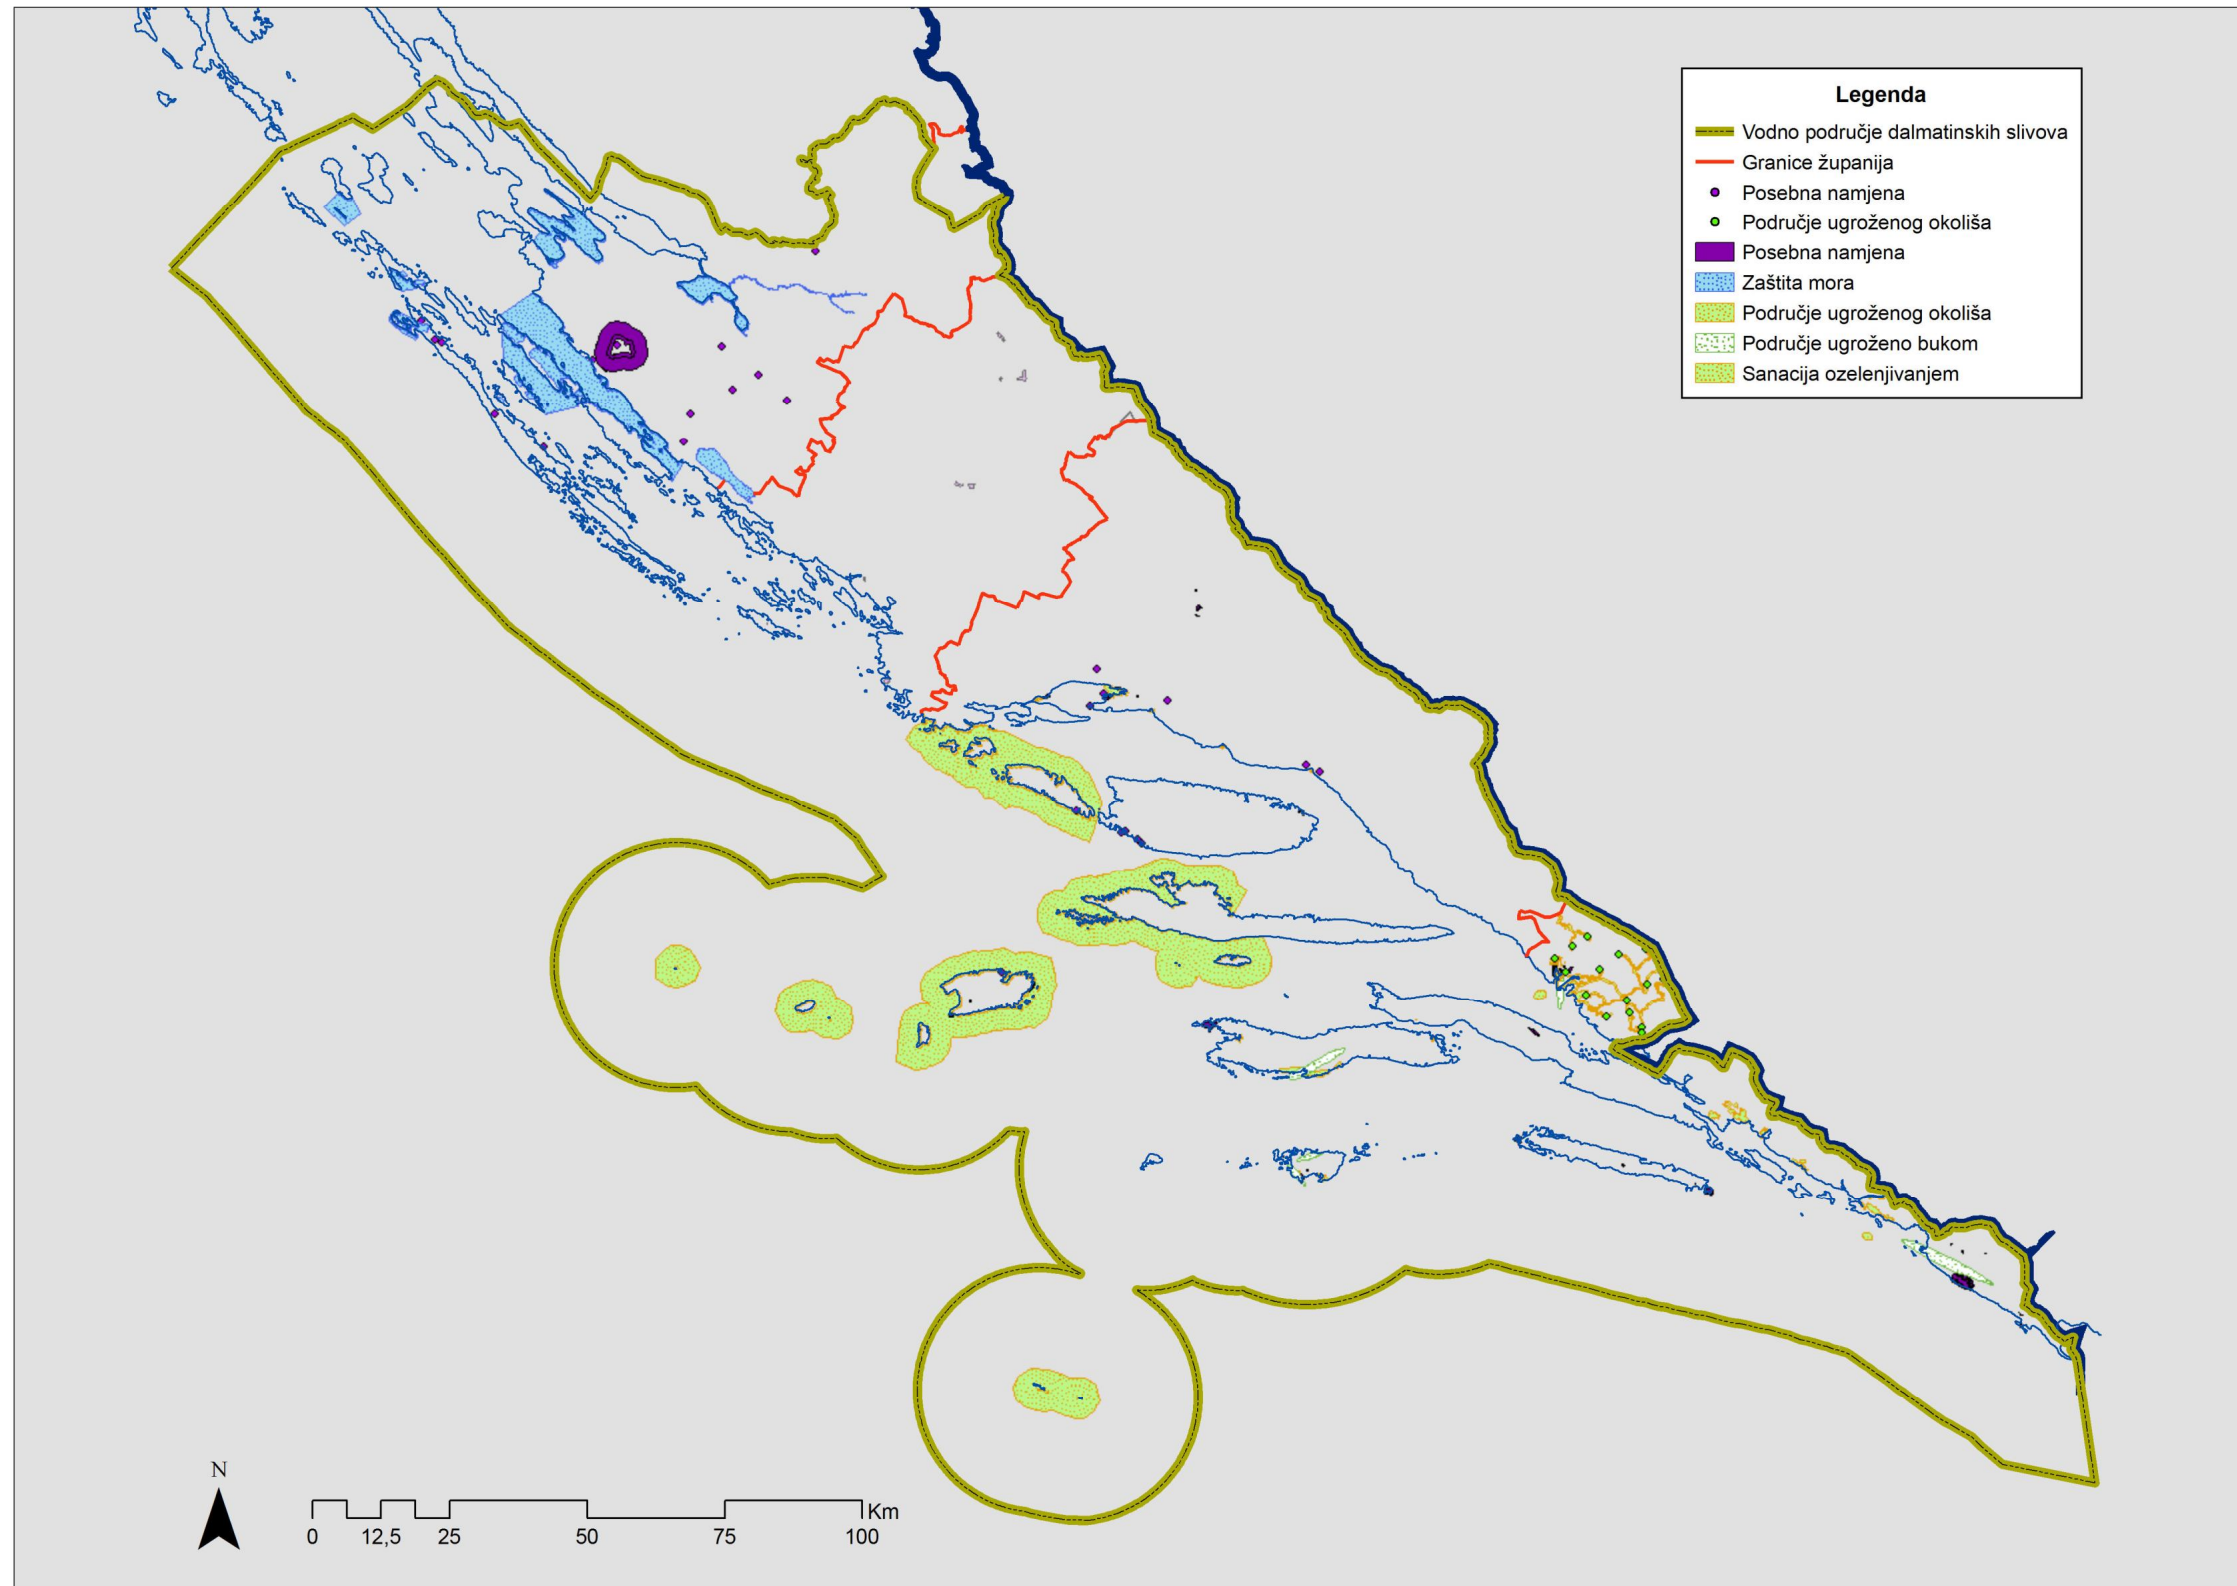 Legenda
Vodno područje dalmatinskih slivova
Granice županija
Posebna namjena
Područje ugroženog okoliša
Posebna namjena
Zaštita mora
Područje ugroženog okoliša
Područje ugroženo bukom
Sanacija ozelenjivanjem
N
Km
0 12,5 25 50 75 100